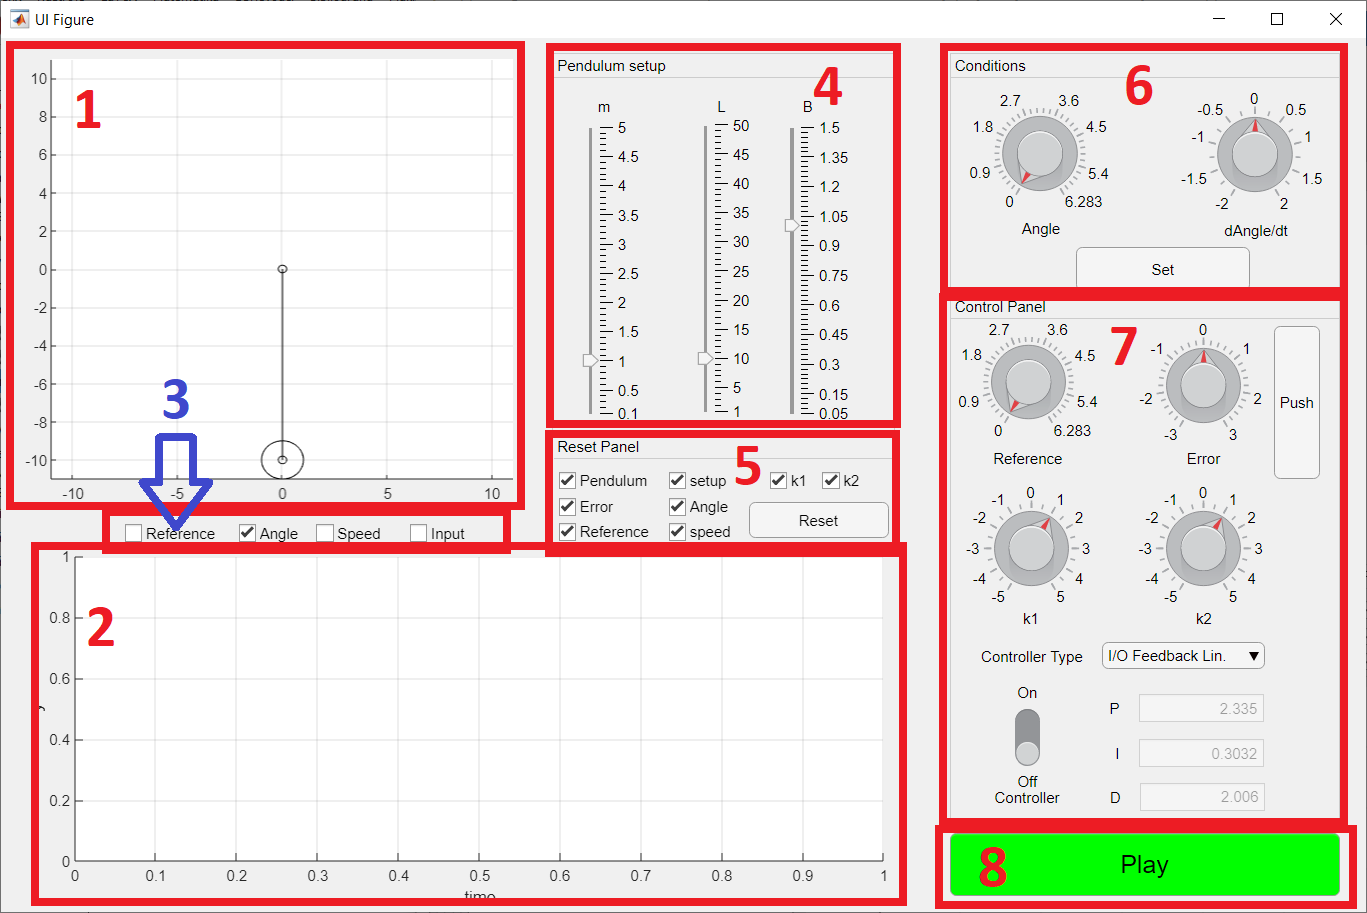 UI Figure
1
10
8
6
4
2
0
-2
-4
-6
-8
-10
-10 -5 0 5 10
3
Reference Angle Speed Input
2
1
0.8
0.6
0.4
0.2
0
0 0.1 0.2 0.3 0.4 0.5 0.6 0.7 0.8 0.9 1
time
Pendulum setup
4
m
5
4.5
4
3.5
3
2.5
2
1.5
1
0.5
0.1
L
50
45
40
35
30
25
20
15
10
5
1
B
1.5
1.35
1.2
1.05
0.9
0.75
0.6
0.45
0.3
0.15
0.05
Reset Panel
5
Pendulum setup k1 k2
Error Angle
Reference speed
Reset
Conditions
6
0 0.9 1.8 2.7 3.6 4.5 5.4 6.283
Angle
-2 -1.5 -1 -0.5 0 0.5 1 1.5 2
dAngle/dt
Set
Control Panel
7
0 0.9 1.8 2.7 3.6 4.5 5.4 6.283
Reference
-3 -2 -1 0 1 2 3
Error
Push
-5 -4 -3 -2 -1 0 1 2 3 4 5
k1
-5 -4 -3 -2 -1 0 1 2 3 4 5
k2
Controller Type I/O Feedback Lin.
On
Off
Controller
P 2.335
I 0.3032
D 2.006
8
Play